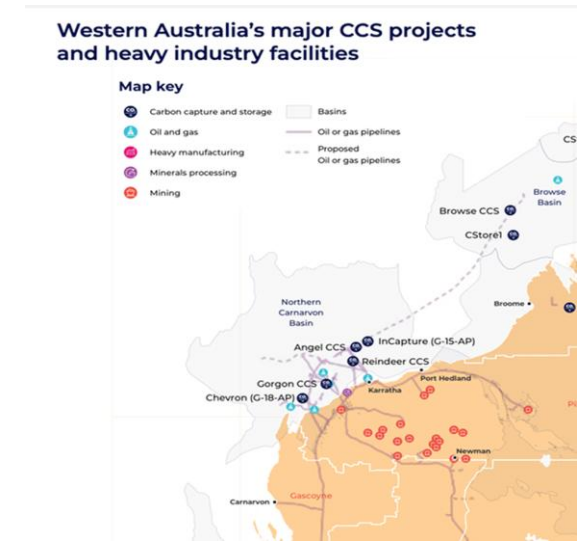 Western Australia's major CCS projects
and heavy industry facilities
Map key
Carbon capture and storage
Basins
Oil and gas
Oil or gas pipelines
Heavy manufacturing
Proposed
Oil or gas pipelines
Minerals processing
Mining
CS
Browse
Basin
Browse CCS
CStore1
Northern
Carnarvon
Basin
Broome
L
Angel CCS
InCapture (G-15-AP)
Reindeer CCS
Port Hedland
Gorgon CCS
Karratha
Chevron (G-18-AP)
Pi
Newman
Carnarvon
Gascoyne